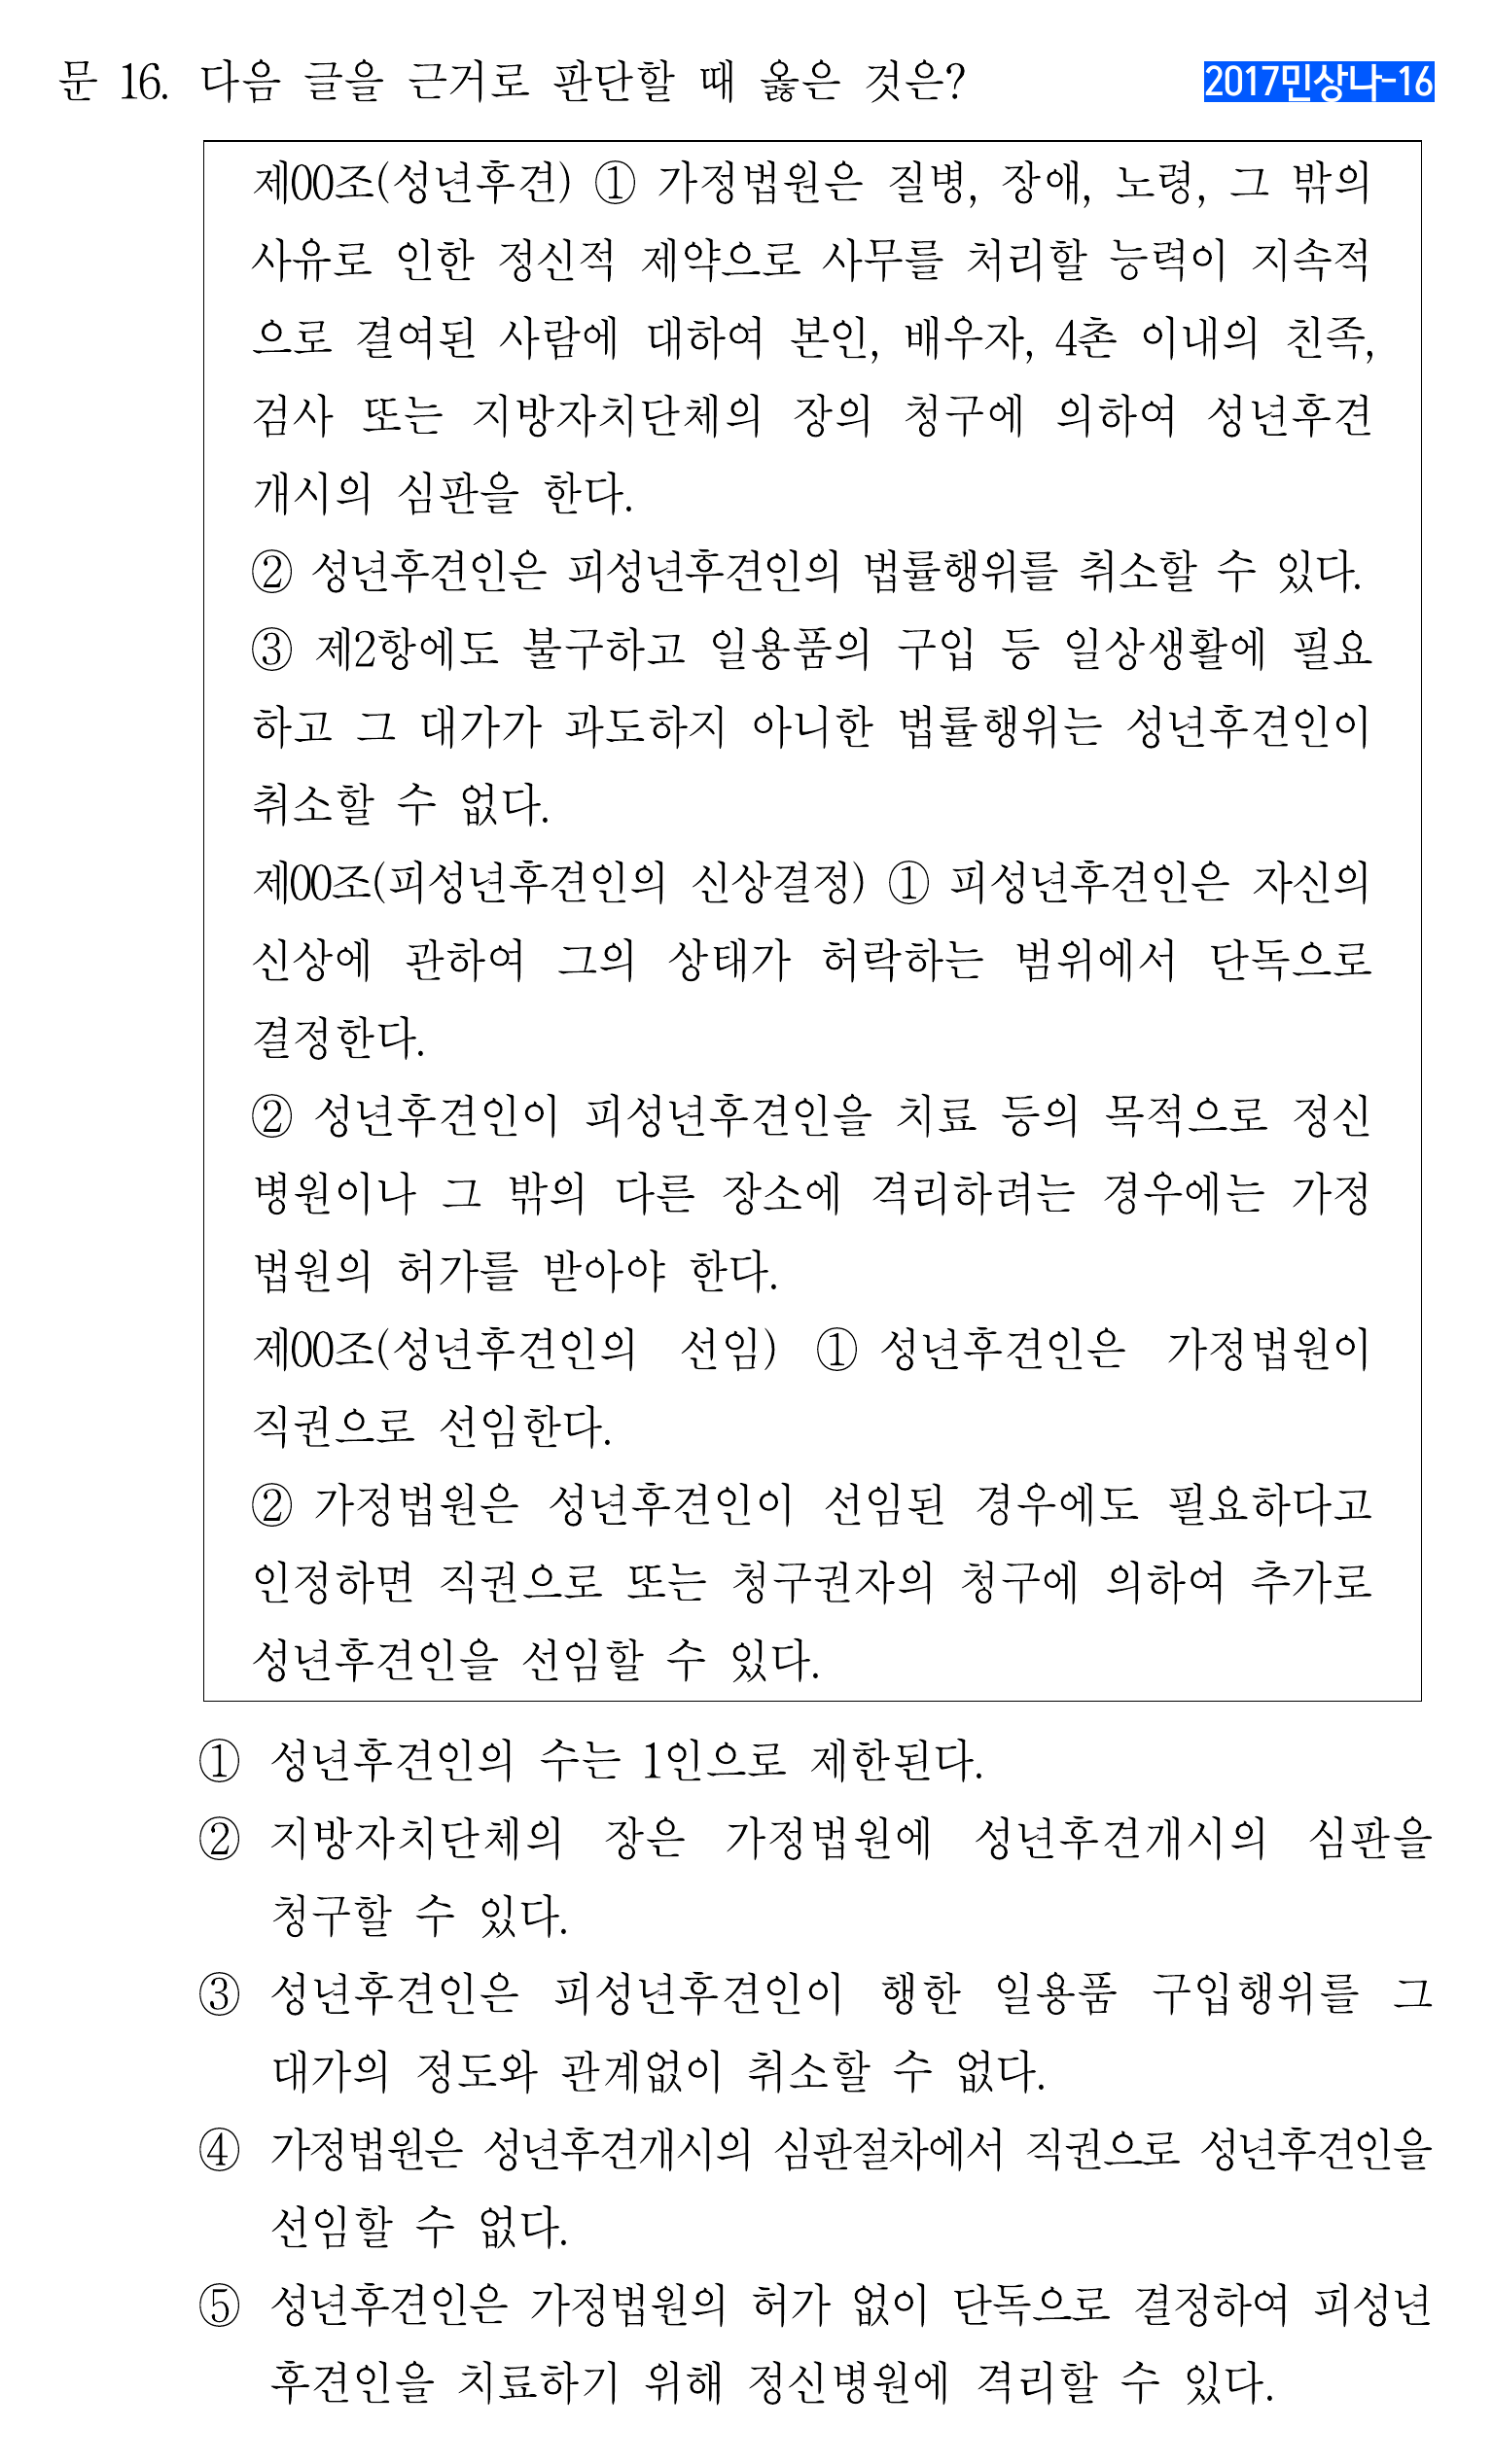 문 16. 다음 글을 근거로 판단할 때 옳은 것은?
2017민상나-16
제00조(성년후견) ① 가정법원은 질병, 장애, 노령, 그 밖의
사유로 인한 정신적 제약으로 사무를 처리할 능력이 지속적
으로 결여된 사람에 대하여 본인, 배우자, 4촌 이내의 친족,
검사 또는 지방자치단체의 장의 청구에 의하여 성년후견
개시의 심판을 한다.
② 성년후견인은 피성년후견인의 법률행위를 취소할 수 있다.
③ 제2항에도 불구하고 일용품의 구입 등 일상생활에 필요
하고 그 대가가 과도하지 아니한 법률행위는 성년후견인이
취소할 수 없다.
제00조(피성년후견인의 신상결정) ① 피성년후견인은 자신의
신상에 관하여 그의 상태가 허락하는 범위에서 단독으로
결정한다.
② 성년후견인이 피성년후견인을 치료 등의 목적으로 정신
병원이나 그 밖의 다른 장소에 격리하려는 경우에는 가정
법원의 허가를 받아야 한다.
제00조(성년후견인의 선임) ① 성년후견인은 가정법원이
직권으로 선임한다.
② 가정법원은 성년후견인이 선임된 경우에도 필요하다고
인정하면 직권으로 또는 청구권자의 청구에 의하여 추가로
성년후견인을 선임할 수 있다.
① 성년후견인의 수는 1인으로 제한된다.
② 지방자치단체의 장은 가정법원에 성년후견개시의 심판을
청구할 수 있다.
③ 성년후견인은 피성년후견인이 행한 일용품 구입행위를 그
대가의 정도와 관계없이 취소할 수 없다.
④ 가정법원은 성년후견개시의 심판절차에서 직권으로 성년후견인을
선임할 수 없다.
⑤ 성년후견인은 가정법원의 허가 없이 단독으로 결정하여 피성년
후견인을 치료하기 위해 정신병원에 격리할 수 있다.